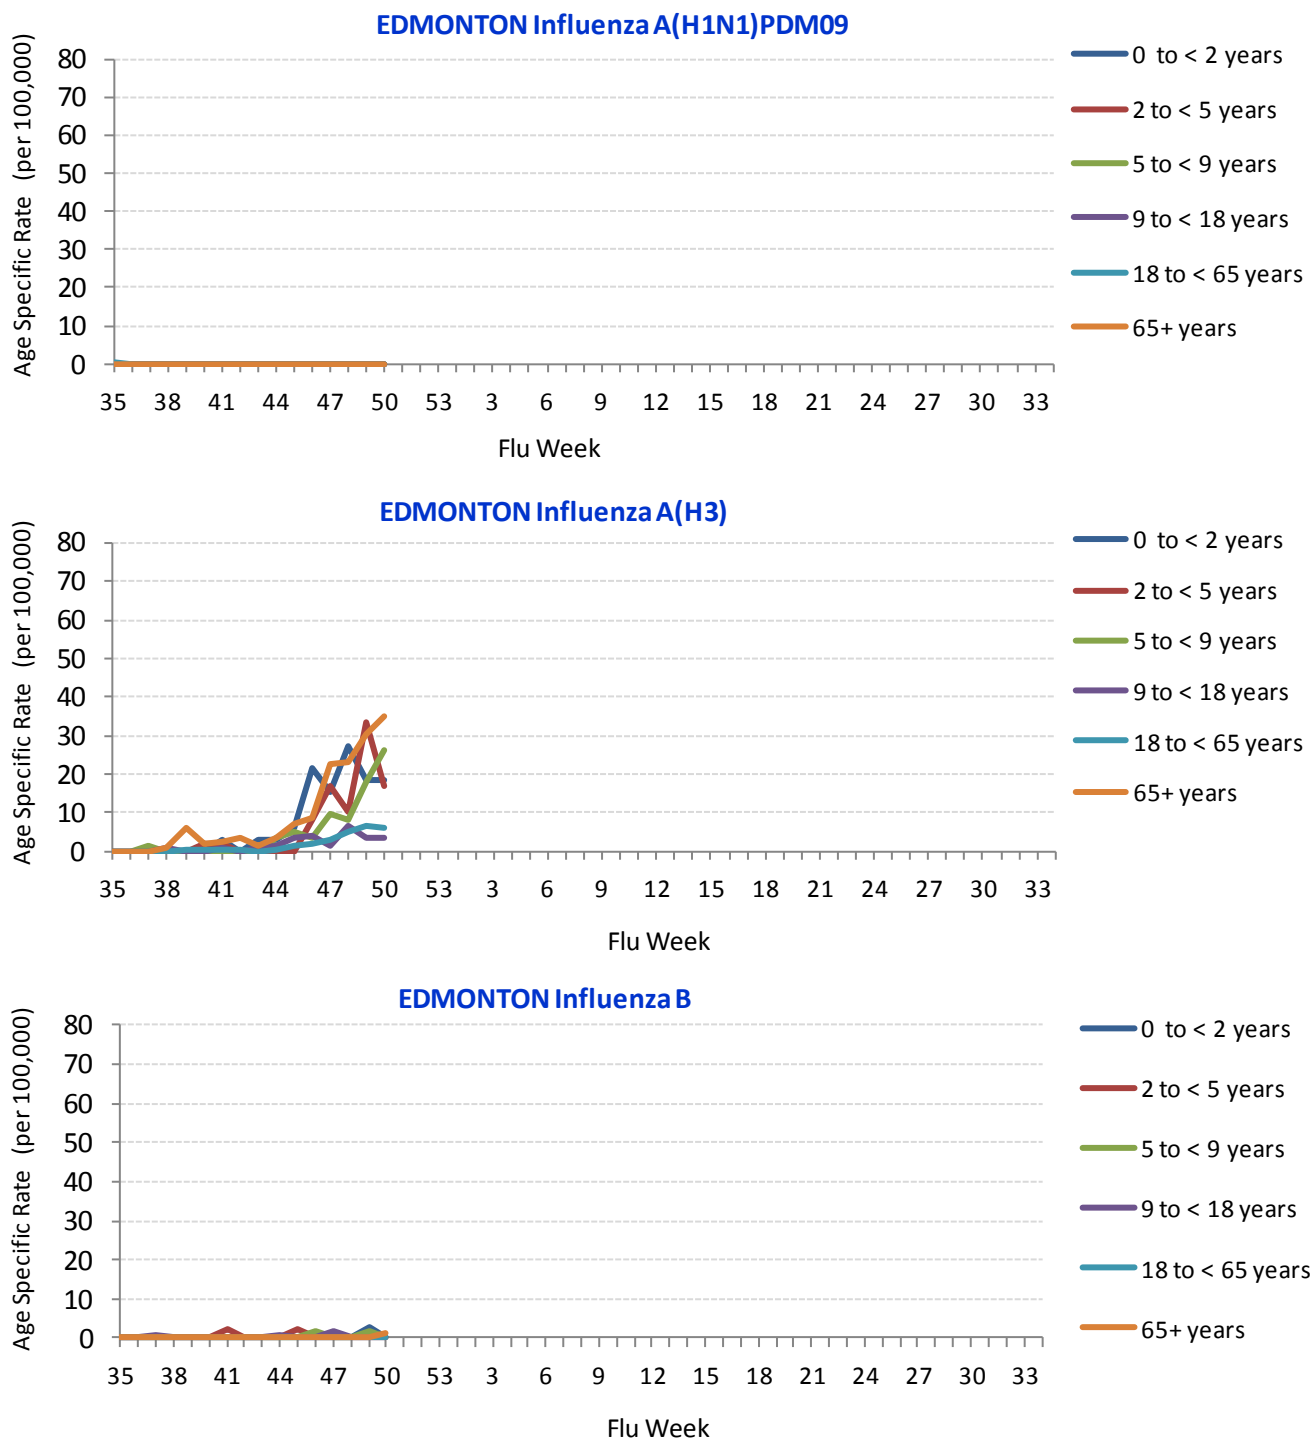 EDMONTON Influenza A(H1N1)PDM09
Age Specific Rate (per 100,000)
80
70
60
50
40
30
20
10
0
35 38 41 44 47 50 53 3 6 9 12 15 18 21 24 27 30 33
Flu Week
0 to < 2 years
2 to < 5 years
5 to < 9 years
9 to < 18 years
18 to < 65 years
65+ years
EDMONTON Influenza A(H3)
Age Specific Rate (per 100,000)
80
70
60
50
40
30
20
10
0
35 38 41 44 47 50 53 3 6 9 12 15 18 21 24 27 30 33
Flu Week
0 to < 2 years
2 to < 5 years
5 to < 9 years
9 to < 18 years
18 to < 65 years
65+ years
EDMONTON Influenza B
Age Specific Rate (per 100,000)
80
70
60
50
40
30
20
10
0
35 38 41 44 47 50 53 3 6 9 12 15 18 21 24 27 30 33
Flu Week
0 to < 2 years
2 to < 5 years
5 to < 9 years
9 to < 18 years
18 to < 65 years
65+ years